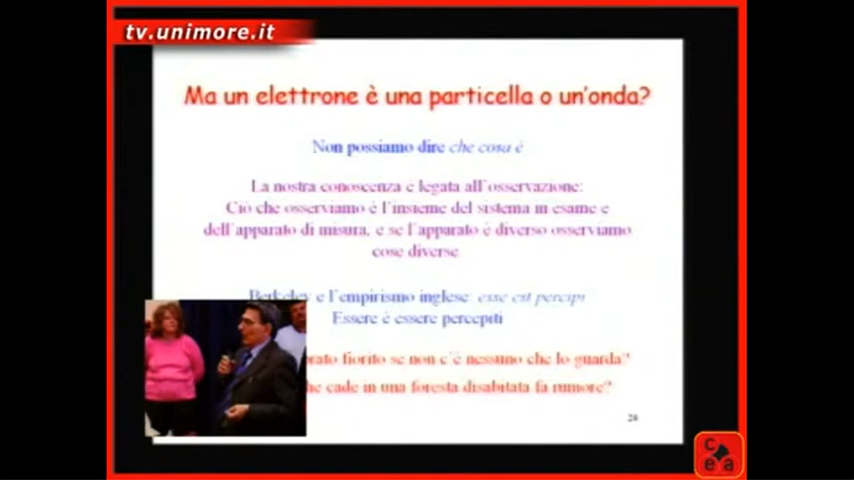 tv.unimore.it
Ma un elettrone è una particella o un'onda?
Non possiamo dire che cosa è
La nostra conoscenza è legata all'osservazione:
Ciò che osserviamo è l'insieme del sistema in esame e
dell'apparato di misura, e se l'apparato è diverso osserviamo
cose diverse
Berkeley e l'empirismo inglese: esse est percipi
Essere è essere percepiti
prato fiorito se non c'è nessuno che lo guarda?
che cade in una foresta disabitata fa rumore?
28
c
e a